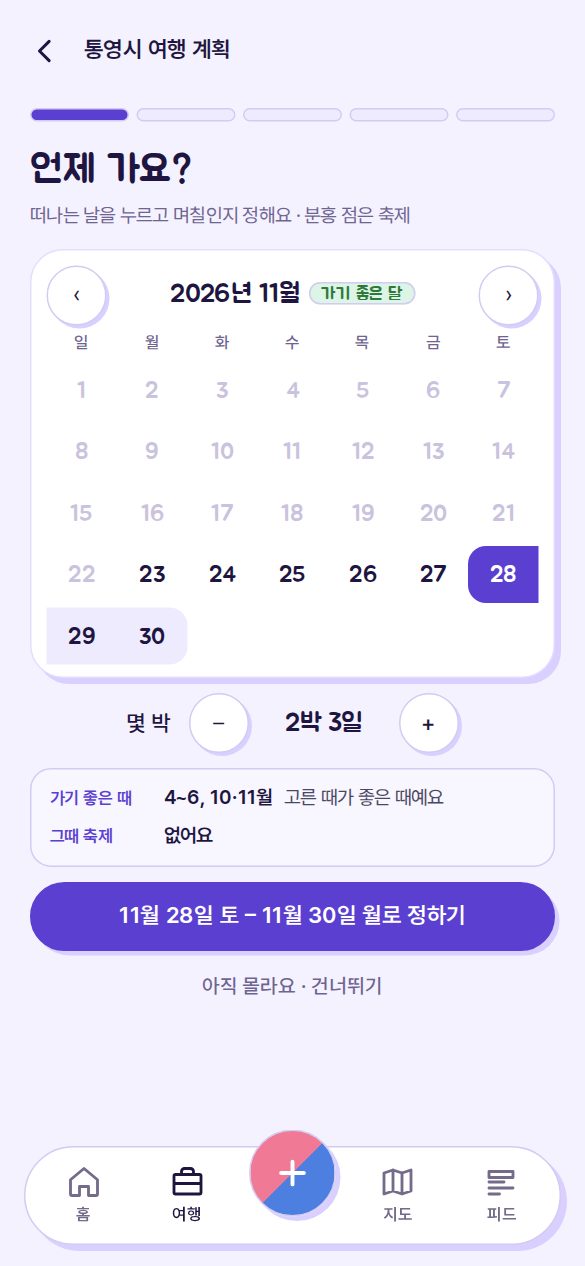 통영시 여행 계획
언제 가요?
떠나는 날을 누르고 며칠인지 정해요 · 분홍 점은 축제
‹ 2026년 11월 가기 좋은 달 ›
일 월 화 수 목 금 토
1 2 3 4 5 6 7
8 9 10 11 12 13 14
15 16 17 18 19 20 21
22 23 24 25 26 27 28
29 30
몇 박 − 2박 3일 +
가기 좋은 때 4~6, 10·11월 고른 때가 좋은 때예요
그때 축제 없어요
11월 28일 토 – 11월 30일 월로 정하기
아직 몰라요 · 건너뛰기
홈 여행 지도 피드